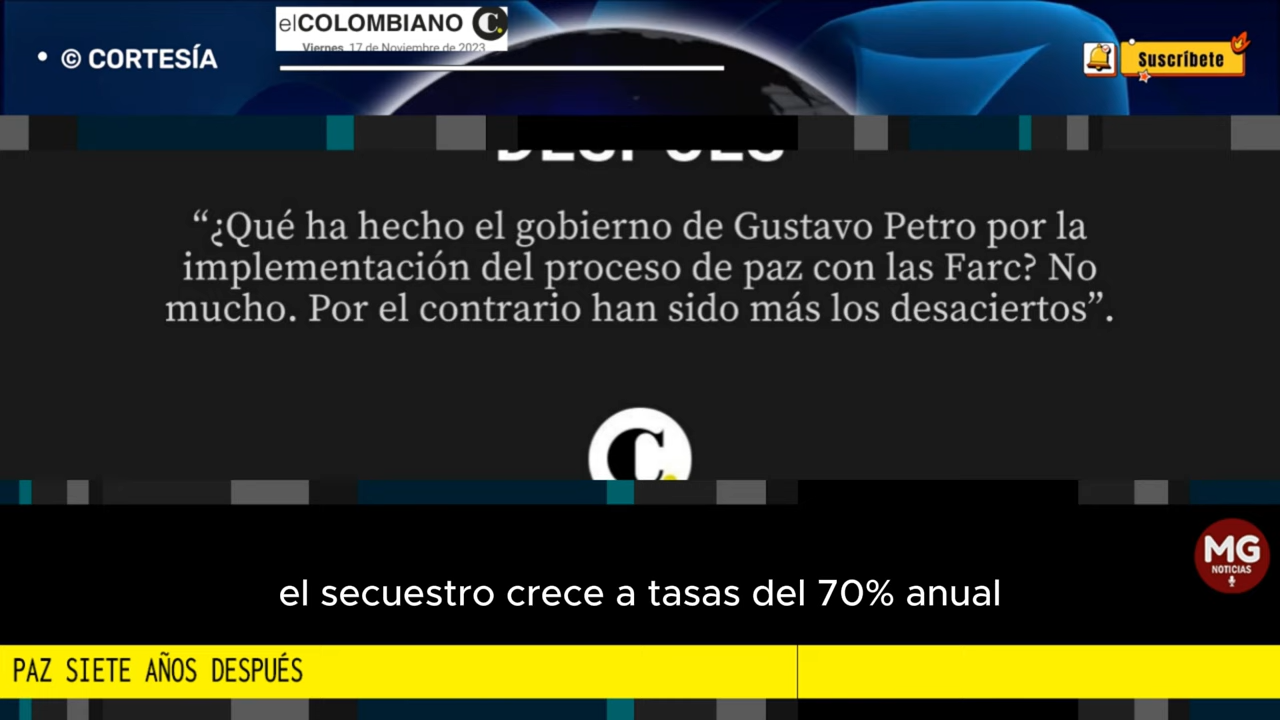 elCOLOMBIANO C.
Viernes, 17 de Noviembre de 2023
• © CORTESÍA
Suscríbete
DESPUÉS
“¿Qué ha hecho el gobierno de Gustavo Petro por la
implementación del proceso de paz con las Farc? No
mucho. Por el contrario han sido más los desaciertos”.
C.
MG
NOTICIAS
el secuestro crece a tasas del 70% anual
PAZ SIETE AÑOS DESPUÉS